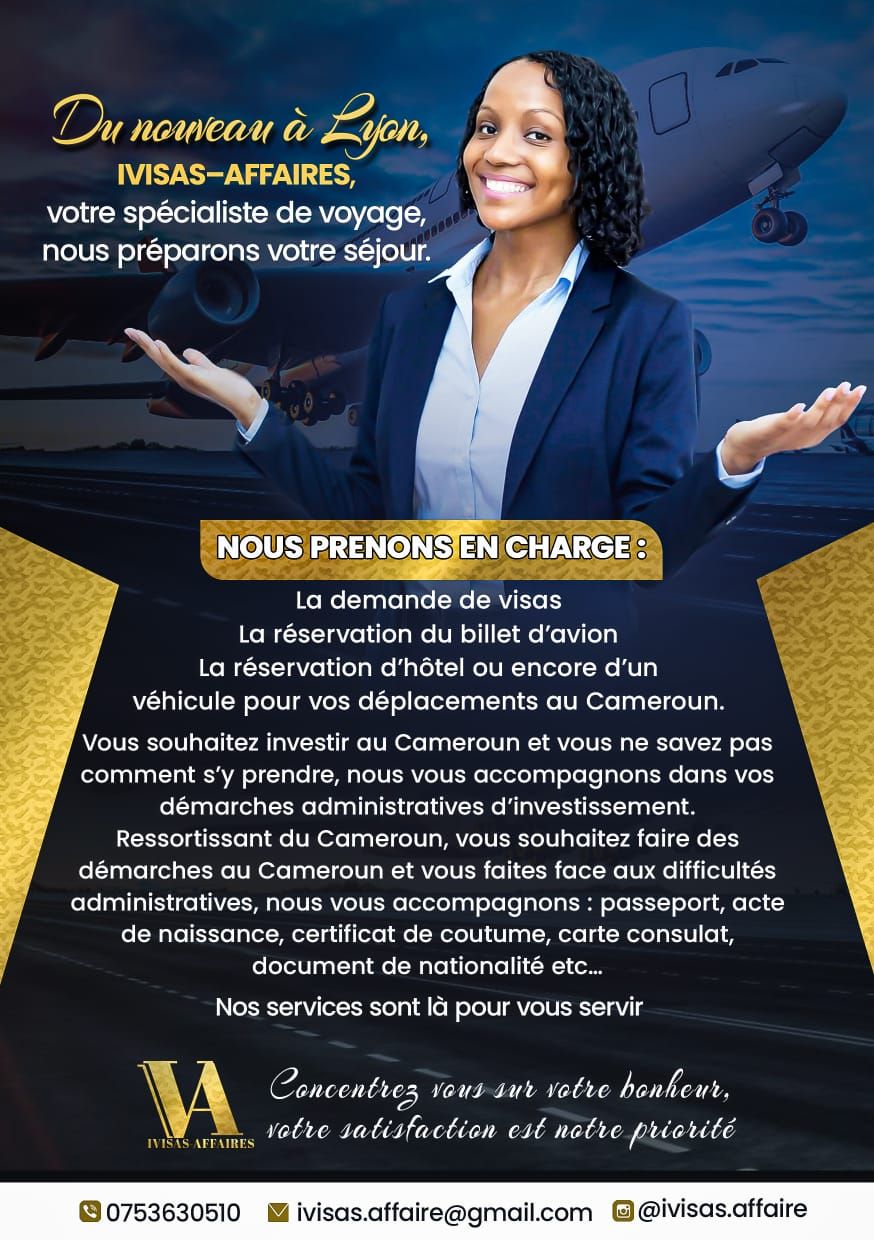 Du nouveau à Lyon,
IVISAS–AFFAIRES,
votre spécialiste de voyage,
nous préparons votre séjour.
NOUS PRENONS EN CHARGE :
La demande de visas
La réservation du billet d’avion
La réservation d’hôtel ou encore d’un
véhicule pour vos déplacements au Cameroun.
Vous souhaitez investir au Cameroun et vous ne savez pas
comment s’y prendre, nous vous accompagnons dans vos
démarches administratives d’investissement.
Ressortissant du Cameroun, vous souhaitez faire des
démarches au Cameroun et vous faites face aux difficultés
administratives, nous vous accompagnons : passeport, acte
de naissance, certificat de coutume, carte consulat,
document de nationalité etc...
Nos services sont là pour vous servir
VA
IVISAS-AFFAIRES
Concentrez vous sur votre bonheur,
votre satisfaction est notre priorité
0753630510 ivisas.affaire@gmail.com @ivisas.affaire